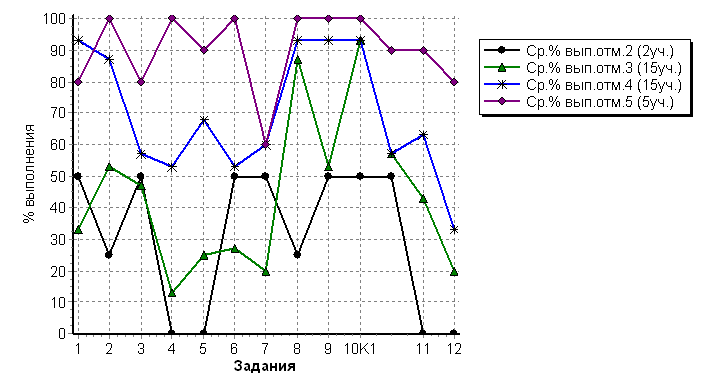 100
90
80
70
60
50
40
30
20
10
0
% выполнения
1 2 3 4 5 6 7 8 9 10К1 11 12
Задания
Ср.% вып.отм.2 (2уч.)
Ср.% вып.отм.3 (15уч.)
Ср.% вып.отм.4 (15уч.)
Ср.% вып.отм.5 (5уч.)